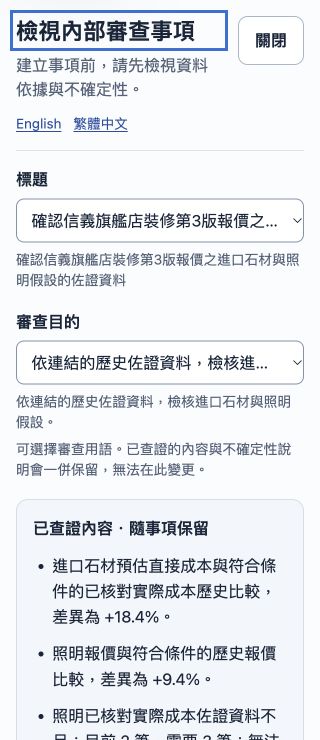 檢視內部審查事項
關閉
建立事項前，請先檢視資料
依據與不確定性。
English 繁體中文
標題
確認信義旗艦店裝修第3版報價之...
確認信義旗艦店裝修第3版報價之進口石材與照
明假設的佐證資料
審查目的
依連結的歷史佐證資料，檢核進...
依連結的歷史佐證資料，檢核進口石材與照明
假設。
可選擇審查用語。已查證的內容與不確定性說
明會一併保留，無法在此變更。
已查證內容 · 隨事項保留
• 進口石材預估直接成本與符合條
件的已核對實際成本歷史比較，
差異為 +18.4%。
• 照明報價與符合條件的歷史報價
比較，差異為 +9.4%。
• 照明已核對實際成本佐證資料不